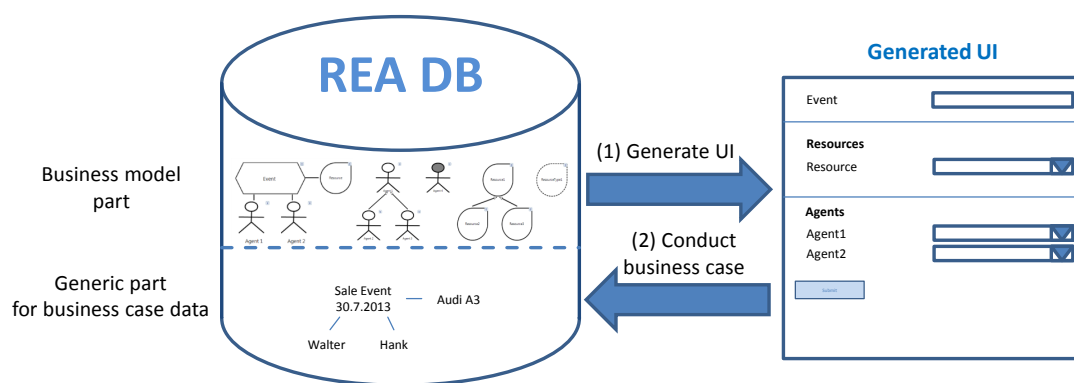 REA DB
Generated UI
Business model
part
Event
Resource
Agent 1
Agent 2
(1) Generate UI
(2) Conduct
business case
Generic part
for business case data
Sale Event
30.7.2013
Audi A3
Walter
Hank
Event
Resources
Resource
Agents
Agent1
Agent2
Submit